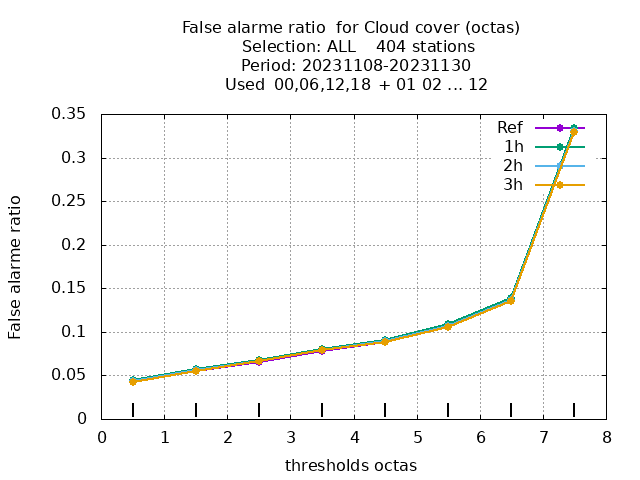 False alarme ratio  for Cloud cover (octas)
Selection: ALL    404 stations
Period: 20231108-20231130
Used  00,06,12,18 + 01 02 ... 12
0.35
0.3
0.25
0.2
0.15
0.1
0.05
0
False alarme ratio
Ref
1h
2h
3h
0 1 2 3 4 5 6 7 8
thresholds octas